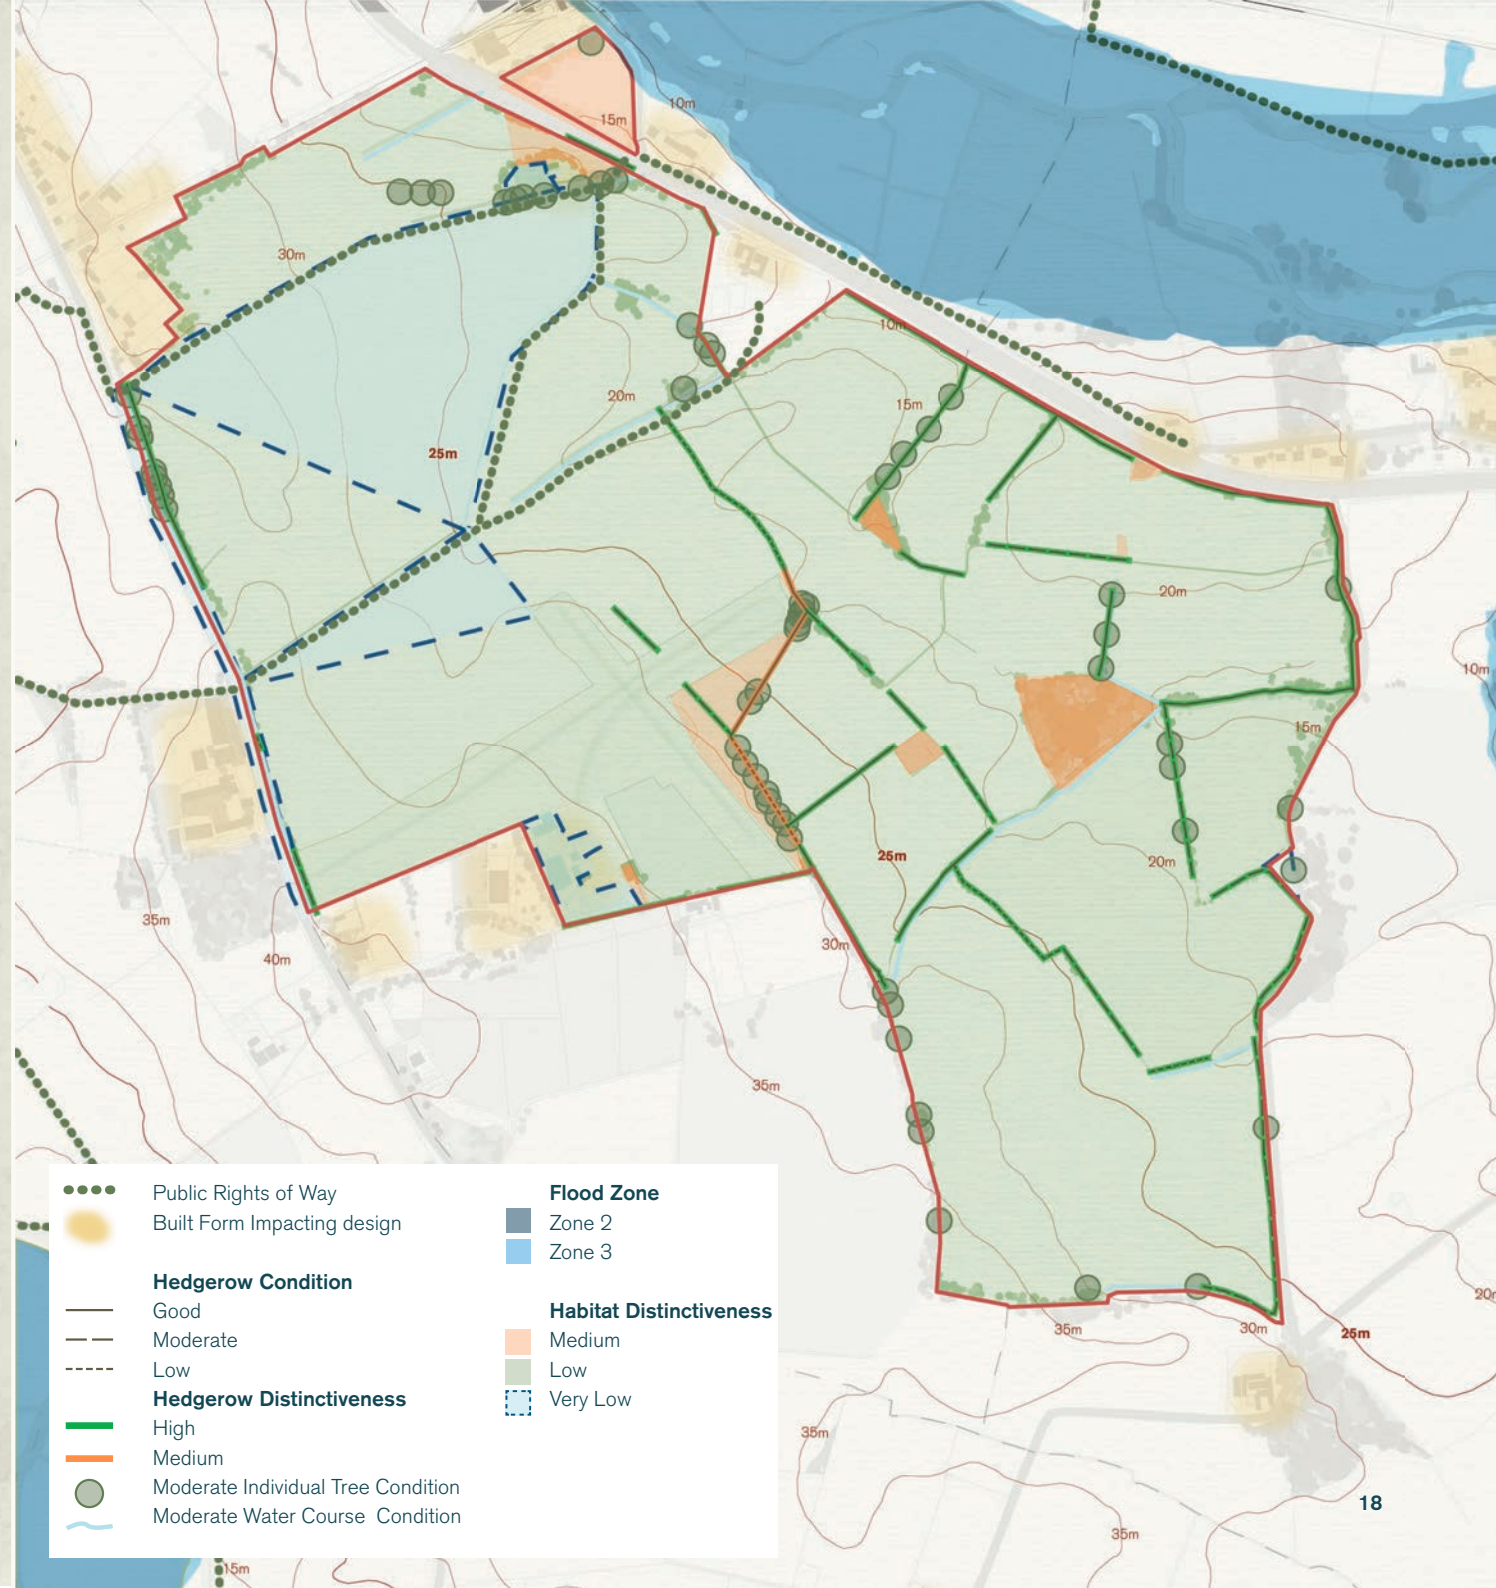 10m
15m
30m
10m
20m
15m
25m
20m
10m
15m
25m
20m
35m
30m
40m
35m
20m
35m
30m
25m
35m
35m
15m
Public Rights of Way
Built Form Impacting design
Hedgerow Condition
Good
Moderate
Low
Hedgerow Distinctiveness
High
Medium
Moderate Individual Tree Condition
Moderate Water Course Condition
Flood Zone
Zone 2
Zone 3
Habitat Distinctiveness
Medium
Low
Very Low
18